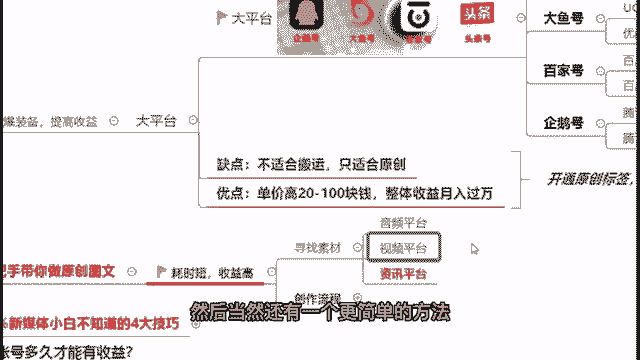 大平台
企鹅号
大鱼号
头条
头条号
大鱼号
百家号
企鹅号
爆装备，提高收益
大平台
缺点：不适合搬运，只适合原创
优点：单价高20-100块钱，整体收益月入过万
开通原创标签，
音频平台
寻找素材
视频平台
资讯平台
把手带你做原创图文
耗时短，收益高
创作流程
然后当然还有一个更简单的方法
%新媒体小白不知道的4大技巧
账号多久才能有收益？